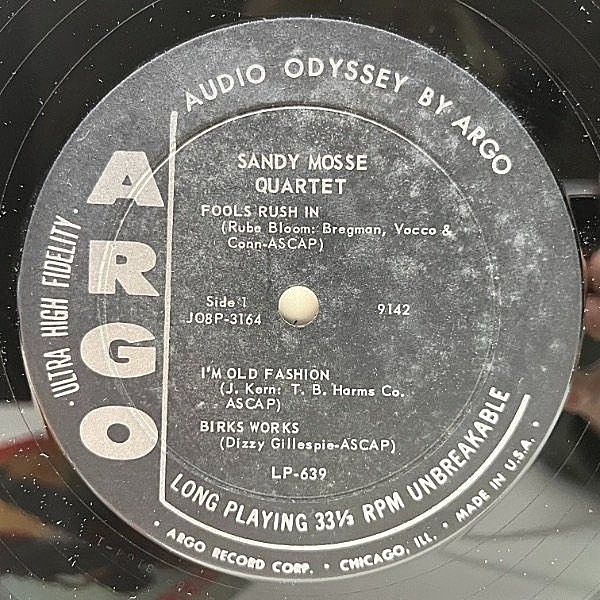 AUDIO ODYSSEY BY ARGO
ARGO
· ULTRA HIGH FIDELITY ·
SANDY MOSSE
QUARTET
FOOLS RUSH IN
(Rube Bloom: Bregman, Vocco &
Conn-ASCAP)
Side 1
JO8P-3164
9142
I'M OLD FASHION
(J. Kern: T. B. Harms Co.
ASCAP)
BIRKS WORKS
(Dizzy Gillespie-ASCAP)
LP-639
LONG PLAYING 33⅓ RPM UNBREAKABLE
· ARGO RECORD CORP. · CHICAGO, ILL. · MADE IN U.S.A. ·